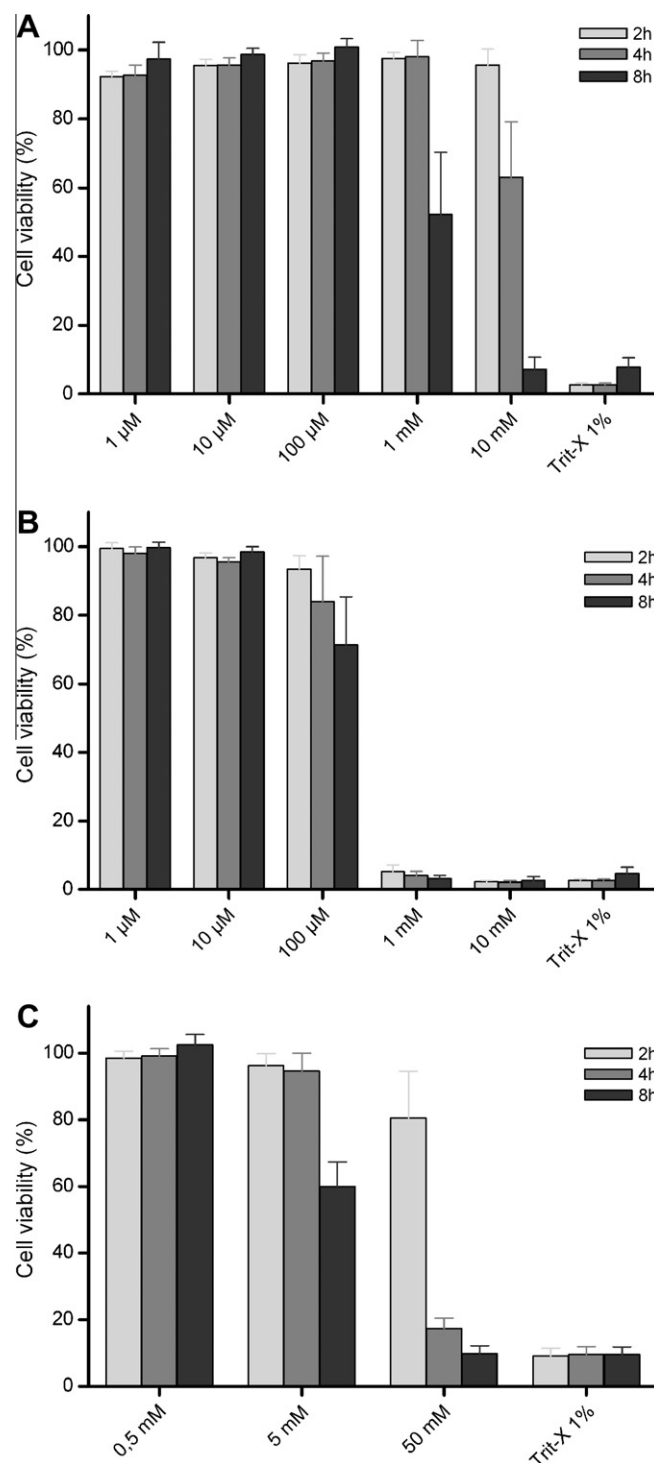 A
2h
4h
8h
Cell viability (%)
100
80
60
40
20
0
1 µM
10 µM
100 µM
1 mM
10 mM
Trit-X 1%
B
2h
4h
8h
Cell viability (%)
100
80
60
40
20
0
1 µM
10 µM
100 µM
1 mM
10 mM
Trit-X 1%
C
2h
4h
8h
Cell viability (%)
100
80
60
40
20
0
0,5 mM
5 mM
50 mM
Trit-X 1%